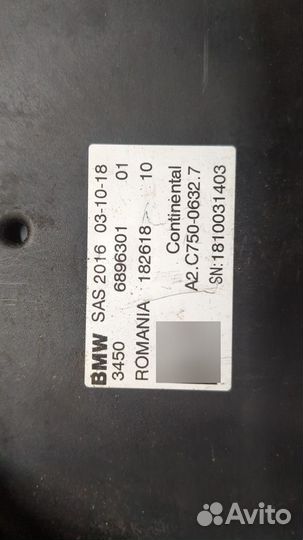 BMW SAS 2016 03-10-18
3450 6896301 01
ROMANIA 182618 10
Continental
A2.C750-0632.7
SN:1810031403
Avito